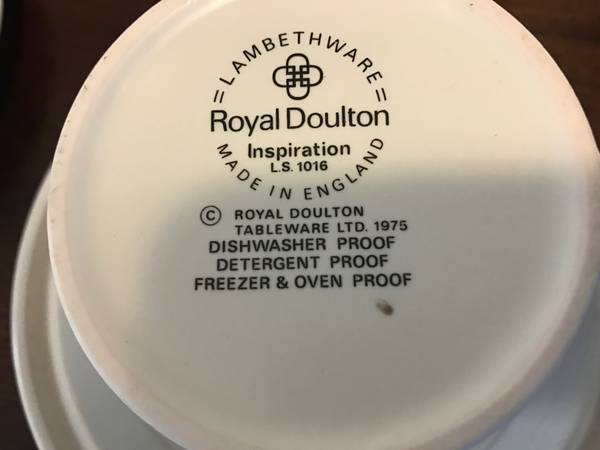 =LAMBETHWARE=
Royal Doulton
Inspiration
L.S. 1016
MADE IN ENGLAND
© ROYAL DOULTON
TABLEWARE LTD. 1975
DISHWASHER PROOF
DETERGENT PROOF
FREEZER & OVEN PROOF